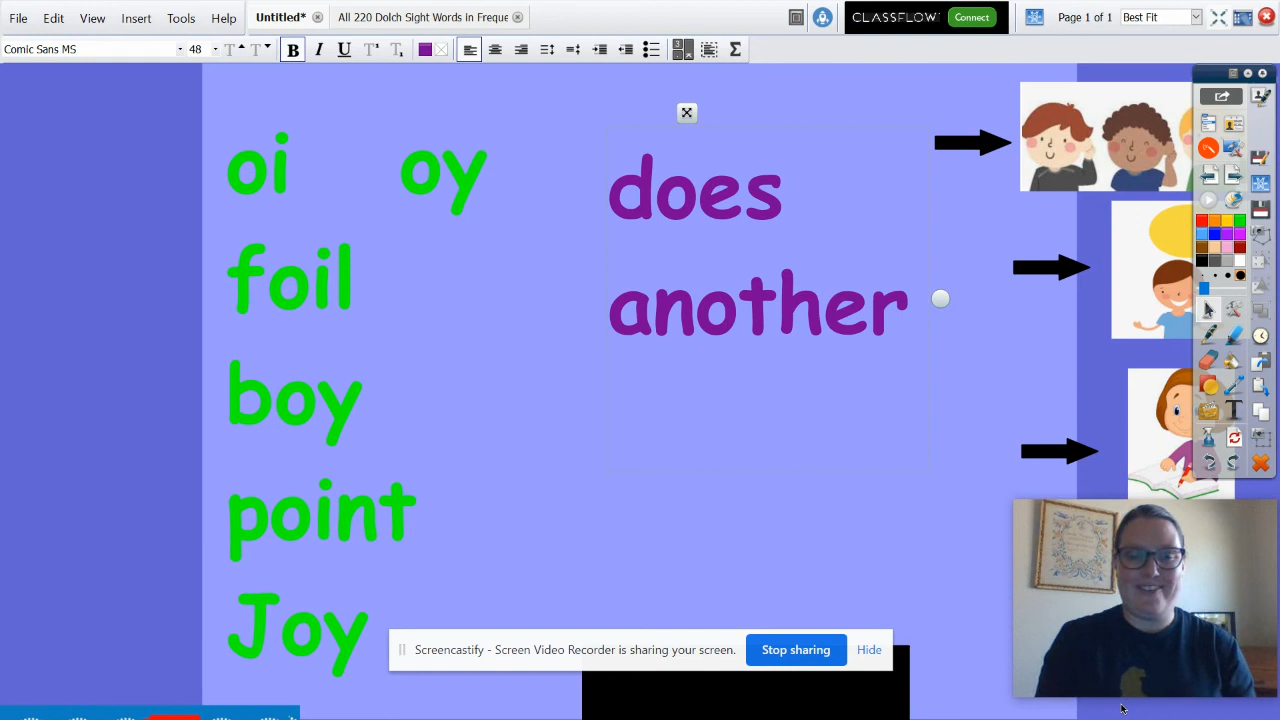 File Edit View Insert Tools Help
Untitled*
All 220 Dolch Sight Words in Freque
CLASSFLOW
Connect
Page 1 of 1
Best Fit
Comic Sans MS
48
B I U T T
Σ
oi oy
foil
boy
point
Joy
does
another
T
Screencastify - Screen Video Recorder is sharing your screen.
Stop sharing
Hide